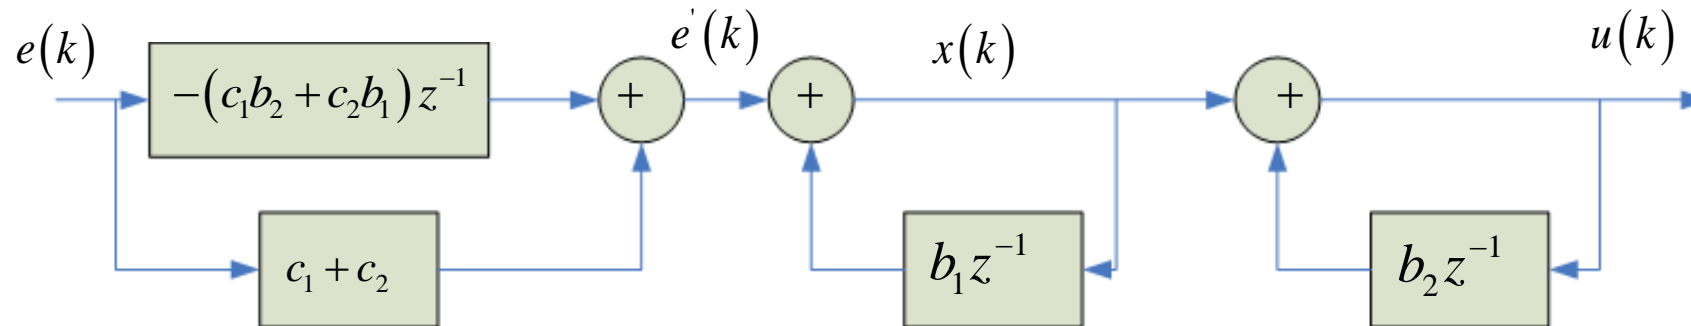 e(k)
e'(k)
x(k)
u(k)
−(c₁b₂ + c₂b₁)z⁻¹
+
+
+
c₁ + c₂
b₁z⁻¹
b₂z⁻¹